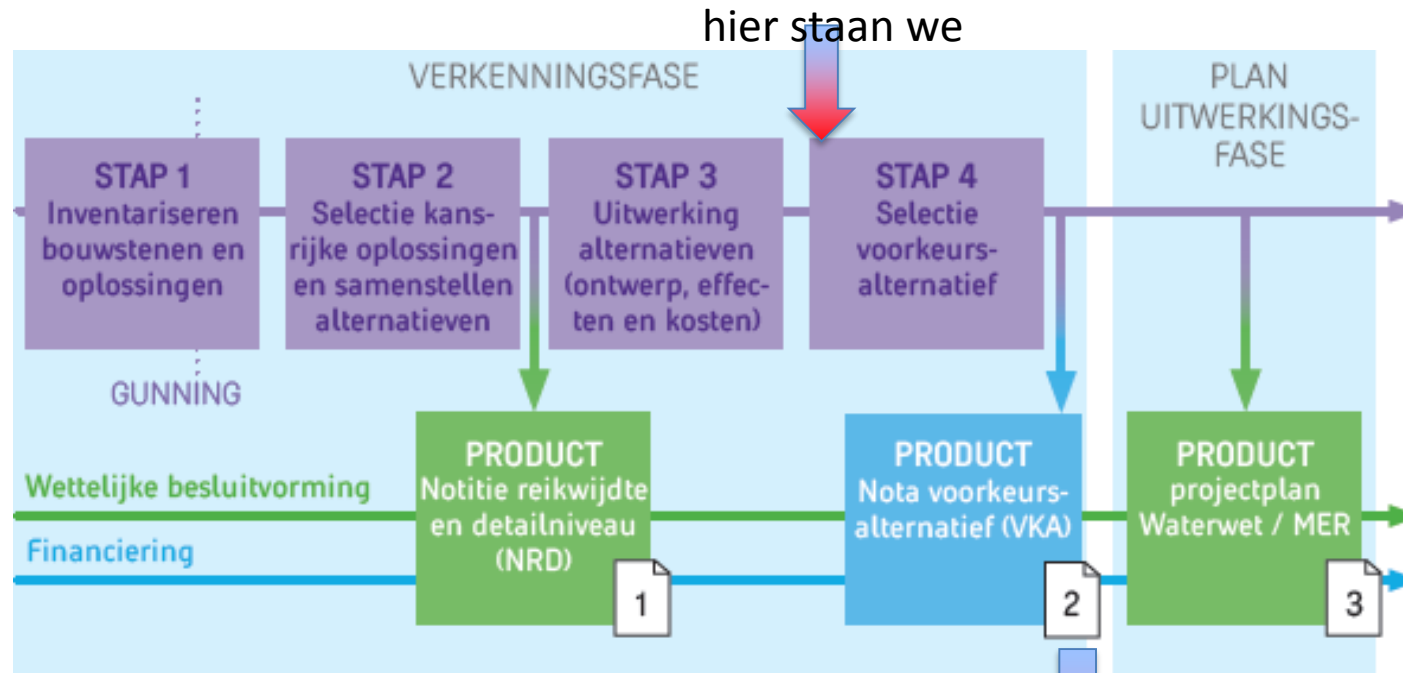 hier staan we
VERKENNINGSFASE
PLAN
UITWERKINGS-
FASE
STAP 1
Inventariseren
bouwstenen en
oplossingen
STAP 2
Selectie kans-
rijke oplossingen
en samenstellen
alternatieven
STAP 3
Uitwerking
alternatieven
(ontwerp, effec-
ten en kosten)
STAP 4
Selectie
voorkeurs-
alternatief
GUNNING
Wettelijke besluitvorming
Financiering
PRODUCT
Notitie reikwijdte
en detailniveau
(NRD)
1
PRODUCT
Nota voorkeurs-
alternatief (VKA)
2
PRODUCT
projectplan
Waterwet / MER
3